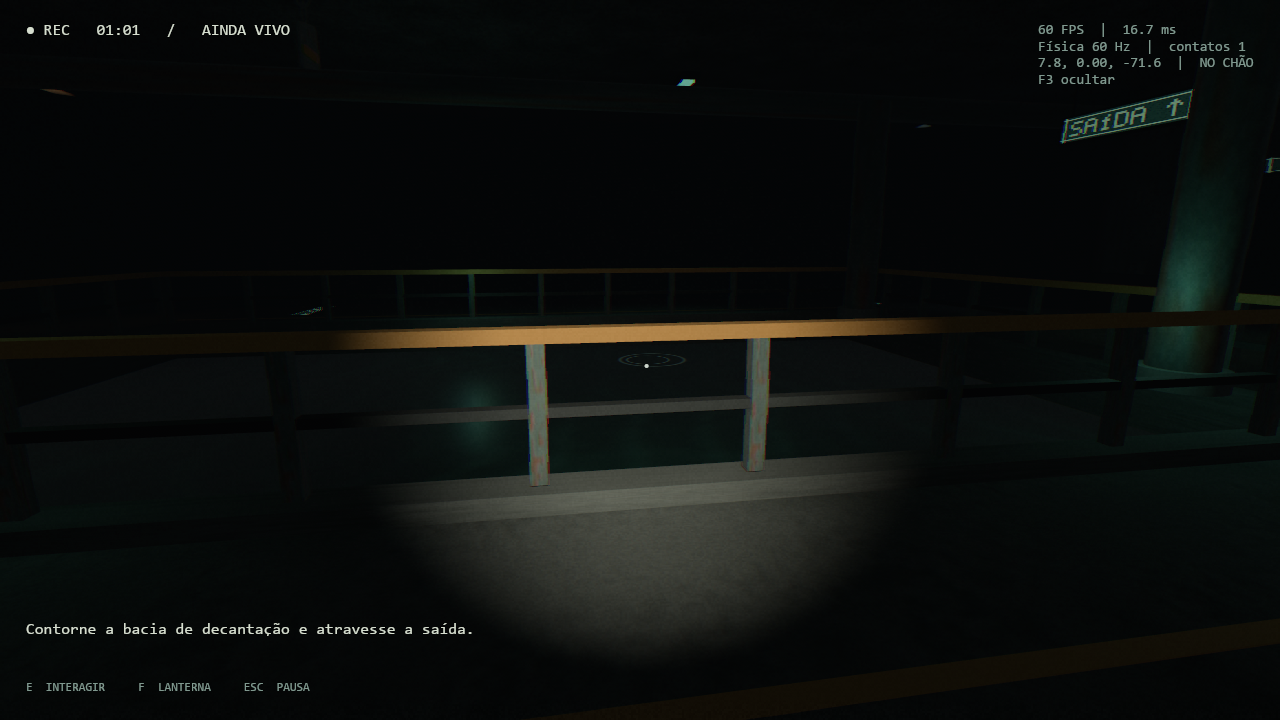 ● REC 01:01 / AINDA VIVO
60 FPS | 16.7 ms
Física 60 Hz | contatos 1
7.8, 0.00, -71.6 | NO CHÃO
F3 ocultar
SAíDA ↑
Contorne a bacia de decantação e atravesse a saída.
E INTERAGIR F LANTERNA ESC PAUSA